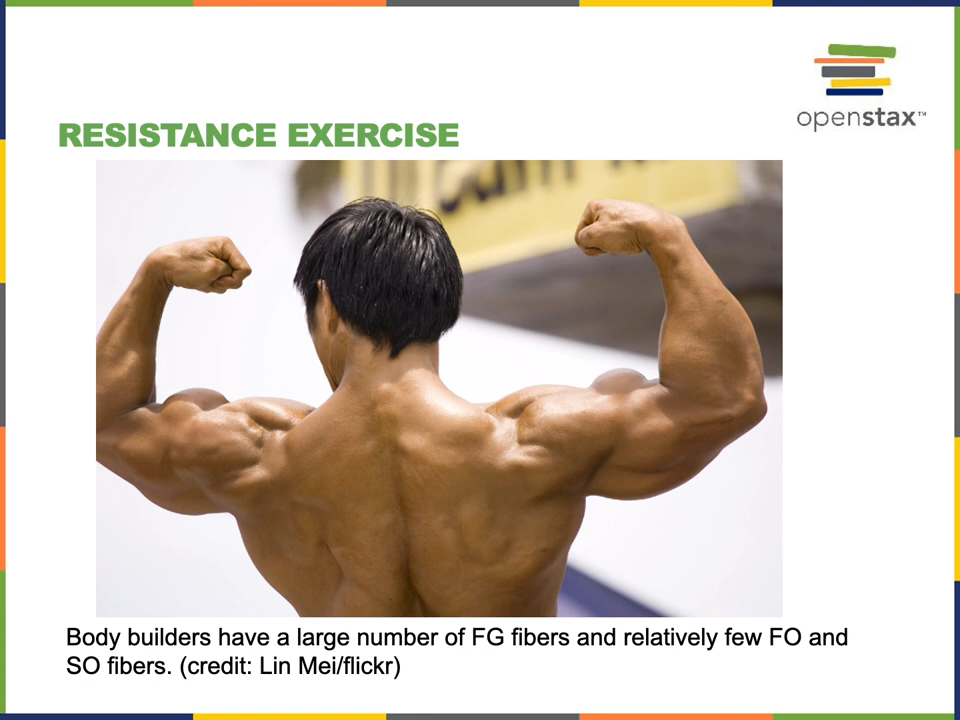 openstax™
RESISTANCE EXERCISE
Body builders have a large number of FG fibers and relatively few FO and
SO fibers. (credit: Lin Mei/flickr)